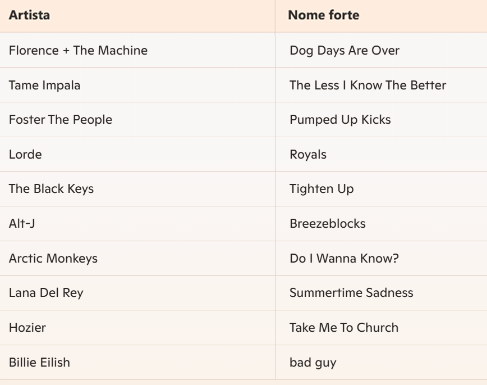 Artista Nome forte
Florence + The Machine Dog Days Are Over
Tame Impala The Less I Know The Better
Foster The People Pumped Up Kicks
Lorde Royals
The Black Keys Tighten Up
Alt-J Breezeblocks
Arctic Monkeys Do I Wanna Know?
Lana Del Rey Summertime Sadness
Hozier Take Me To Church
Billie Eilish bad guy